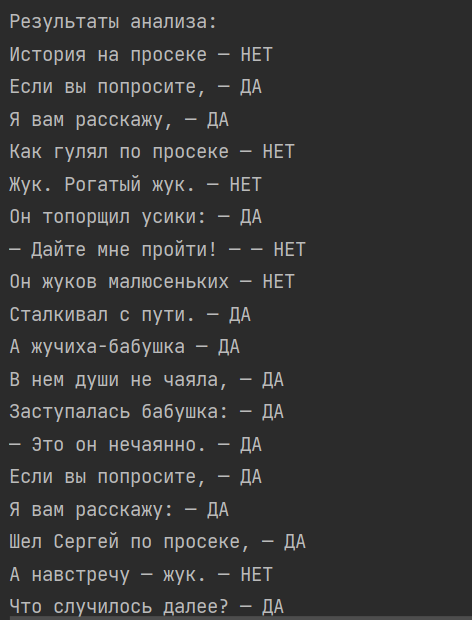 Результаты анализа:
История на просеке — НЕТ
Если вы попросите, — ДА
Я вам расскажу, — ДА
Как гулял по просеке — НЕТ
Жук. Рогатый жук. — НЕТ
Он топорщил усики: — ДА
— Дайте мне пройти! — — НЕТ
Он жуков малюсеньких — НЕТ
Сталкивал с пути. — ДА
А жучиха-бабушка — ДА
В нем души не чаяла, — ДА
Заступалась бабушка: — ДА
— Это он нечаянно. — ДА
Если вы попросите, — ДА
Я вам расскажу: — ДА
Шел Сергей по просеке, — ДА
А навстречу — жук. — НЕТ
Что случилось далее? — ДА